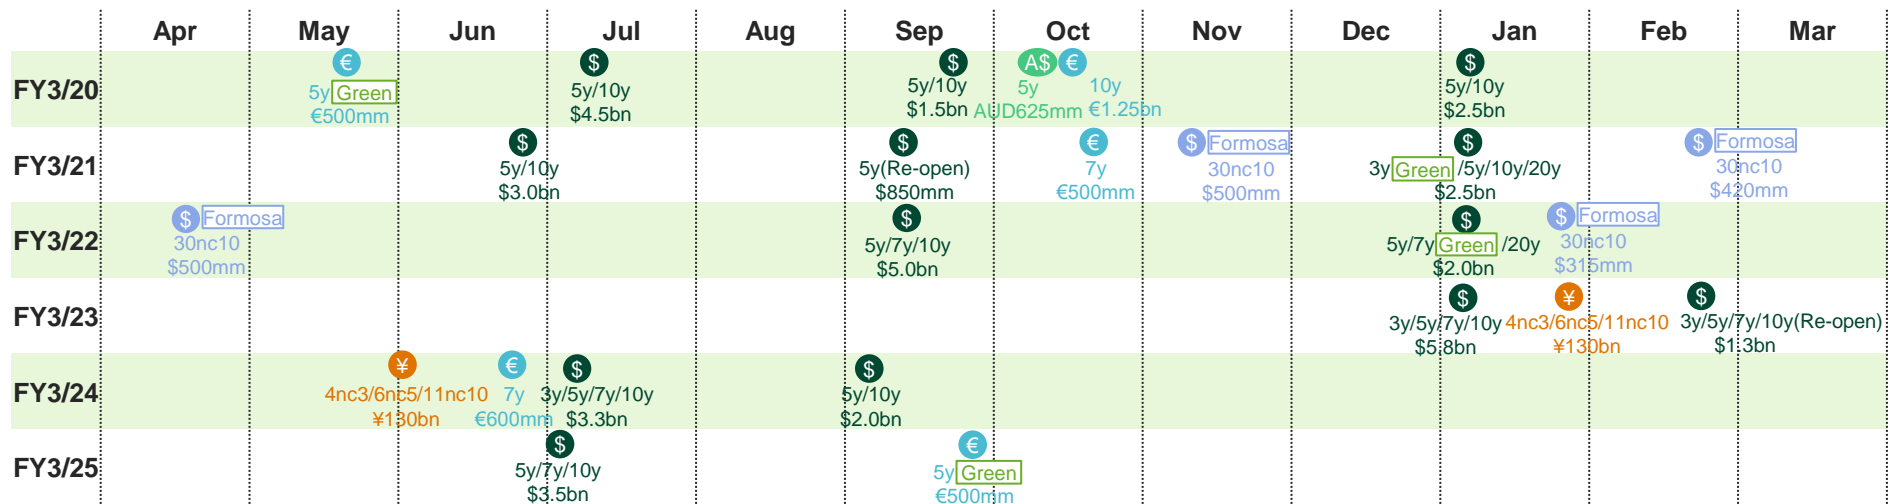 Apr May Jun Jul Aug Sep Oct Nov Dec Jan Feb Mar
FY3/20
€
5y Green
€500mm
$
5y/10y
$4.5bn
$
5y/10y
$1.5bn
A$
5y
AUD625mm
€
10y
€1.25bn
$
5y/10y
$2.5bn
FY3/21
$
5y/10y
$3.0bn
$
5y(Re-open)
$850mm
€
7y
€500mm
$ Formosa
30nc10
$500mm
$
3y Green /5y/10y/20y
$2.5bn
$ Formosa
30nc10
$420mm
FY3/22
$ Formosa
30nc10
$500mm
$
5y/7y/10y
$5.0bn
$
5y/7y Green /20y
$2.0bn
$ Formosa
30nc10
$315mm
FY3/23
$
3y/5y/7y/10y
$5.8bn
¥
4nc3/6nc5/11nc10
¥130bn
$
3y/5y/7y/10y(Re-open)
$1.3bn
FY3/24
¥
4nc3/6nc5/11nc10
¥130bn
€
7y
€600mm
$
3y/5y/7y/10y
$3.3bn
$
5y/10y
$2.0bn
FY3/25
$
5y/7y/10y
$3.5bn
€
5y Green
€500mm